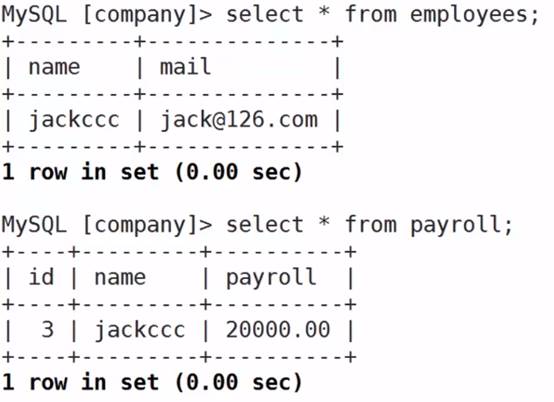 MySQL [company]> select * from employees;
+---------+--------------+
| name    | mail         |
+---------+--------------+
| jackccc | jack@126.com |
+---------+--------------+
1 row in set (0.00 sec)
MySQL [company]> select * from payroll;
+----+---------+----------+
| id | name    | payroll  |
+----+---------+----------+
|  3 | jackccc | 20000.00 |
+----+---------+----------+
1 row in set (0.00 sec)